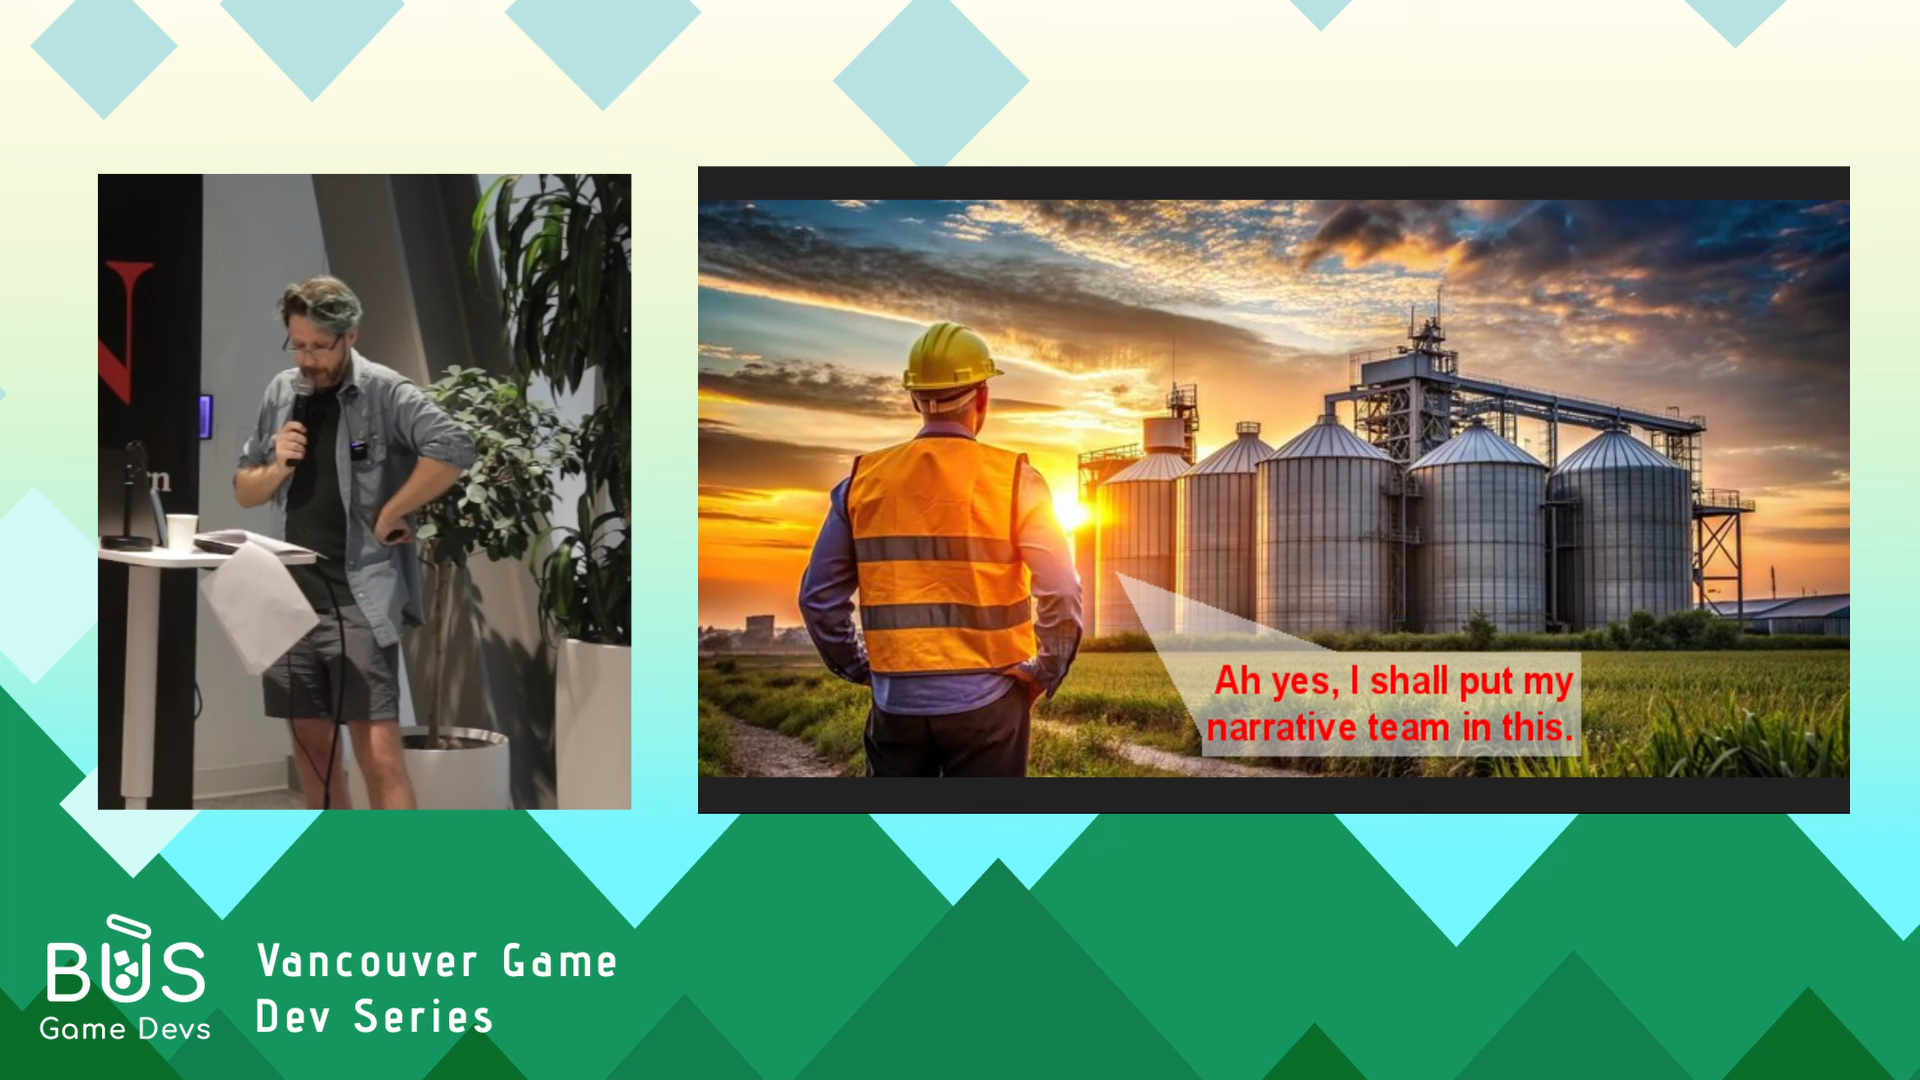 N
n
Ah yes, I shall put my
narrative team in this.
BUS
Game Devs
Vancouver Game
Dev Series